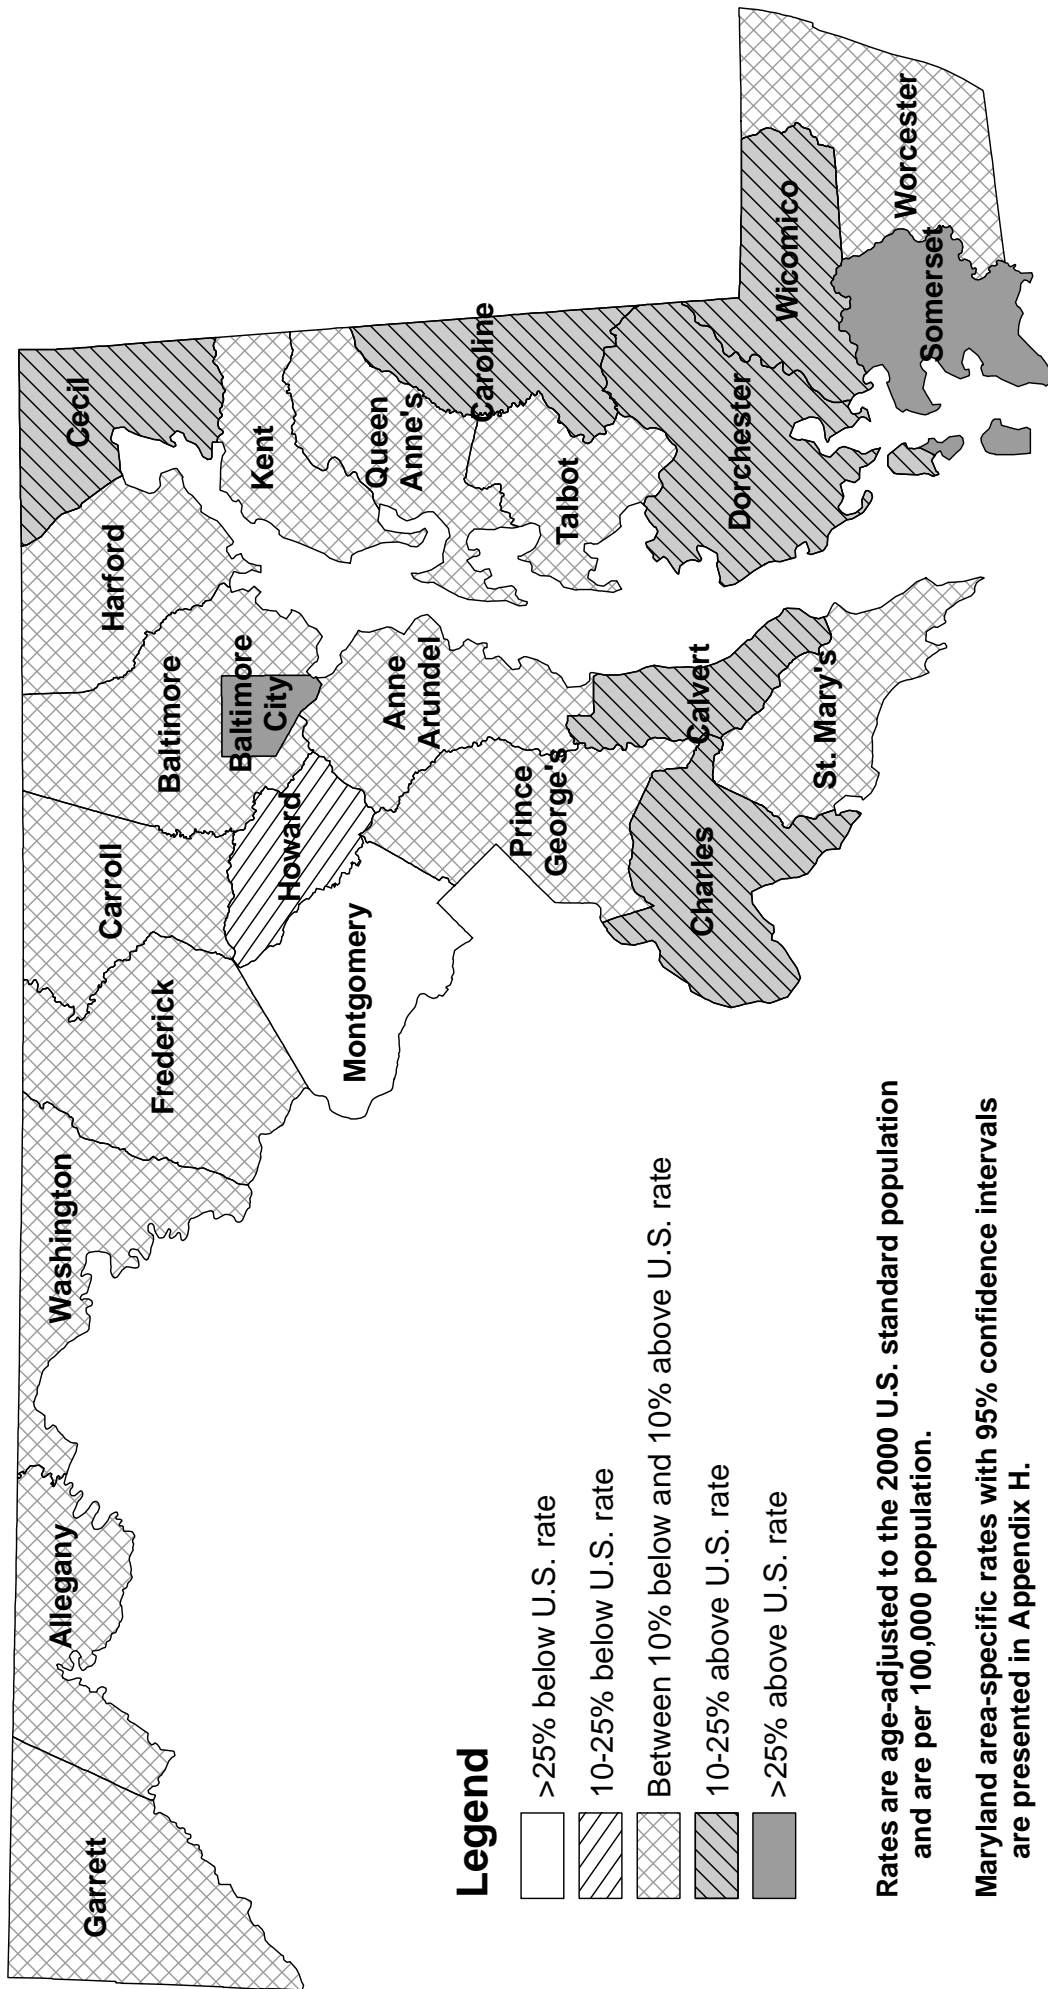 Garrett
Allegany
Washington
Frederick
Carroll
Baltimore
Harford
Cecil
Baltimore
City
Howard
Montgomery
Kent
Queen
Anne's
Anne
Arundel
Caroline
Prince
George's
Talbot
Calvert
Charles
St. Mary's
Dorchester
Wicomico
Worcester
Somerset
Legend
>25% below U.S. rate
10-25% below U.S. rate
Between 10% below and 10% above U.S. rate
10-25% above U.S. rate
>25% above U.S. rate
Rates are age-adjusted to the 2000 U.S. standard population
and are per 100,000 population.
Maryland area-specific rates with 95% confidence intervals
are presented in Appendix H.